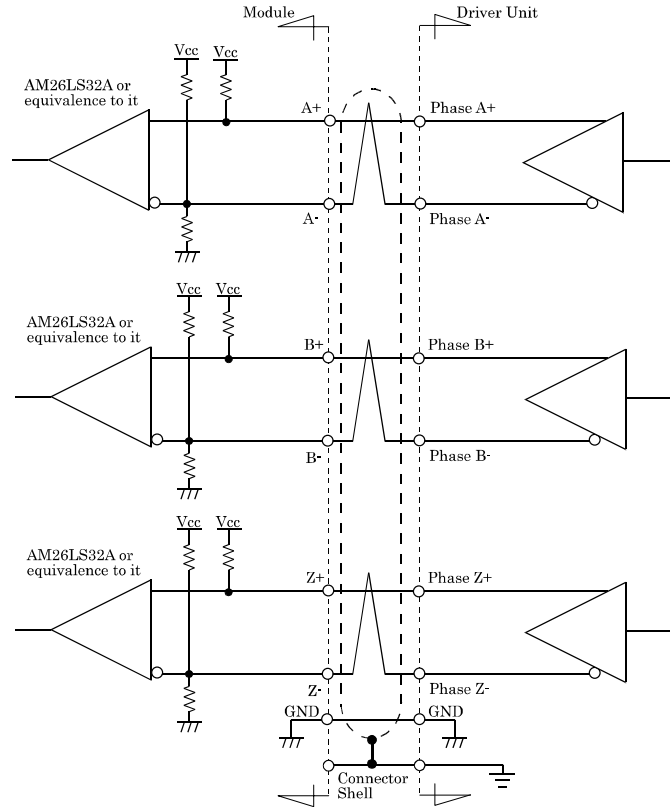 Module
Driver Unit
Vcc
Vcc
AM26LS32A or
equivalence to it
A+
Phase A+
A-
Phase A-
Vcc
Vcc
AM26LS32A or
equivalence to it
B+
Phase B+
B-
Phase B-
Vcc
Vcc
AM26LS32A or
equivalence to it
Z+
Phase Z+
Z-
Phase Z-
GND
GND
Connector
Shell